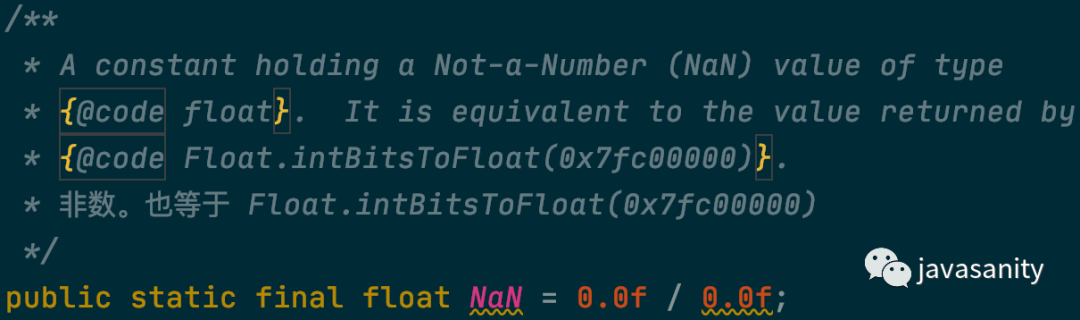 /**
* A constant holding a Not-a-Number (NaN) value of type
* {@code float}. It is equivalent to the value returned by
* {@code Float.intBitsToFloat(0x7fc00000)}.
* 非数。也等于 Float.intBitsToFloat(0x7fc00000)
*/
javasanity
public static final float NaN = 0.0f / 0.0f;